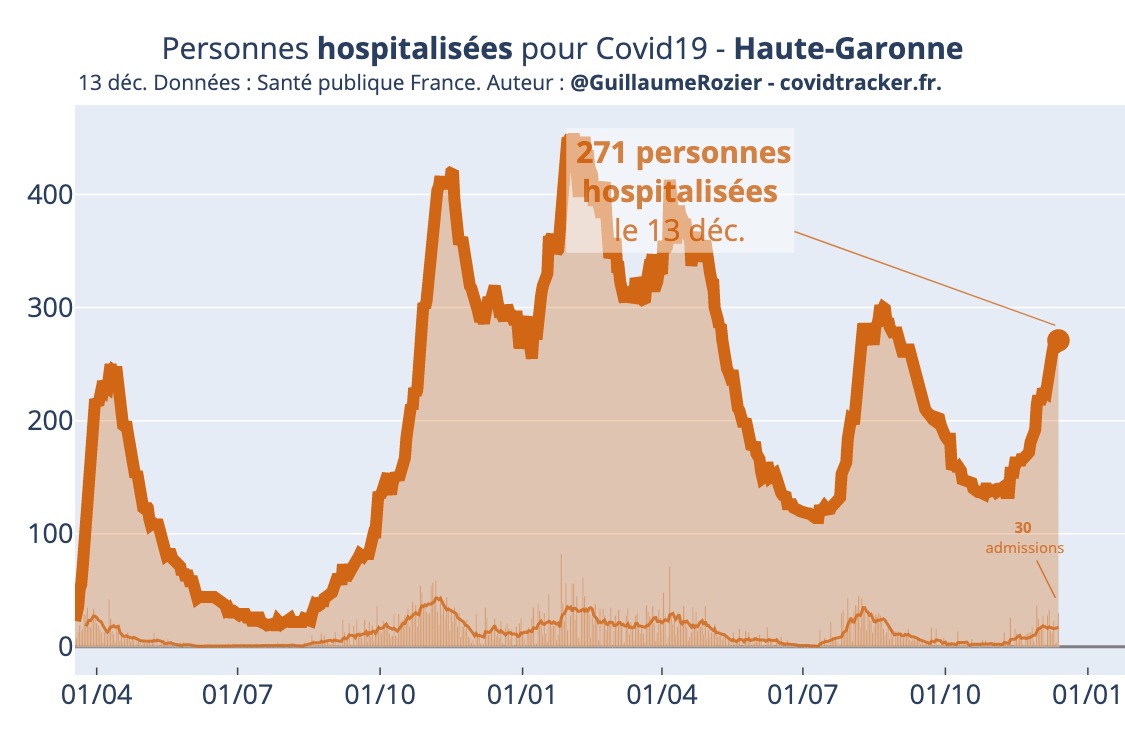 Personnes hospitalisées pour Covid19 - Haute-Garonne
13 déc. Données : Santé publique France. Auteur : @GuillaumeRozier - covidtracker.fr.
271 personnes
hospitalisées
le 13 déc.
400
300
200
100
0
30
admissions
01/04 01/07 01/10 01/01 01/04 01/07 01/10 01/01